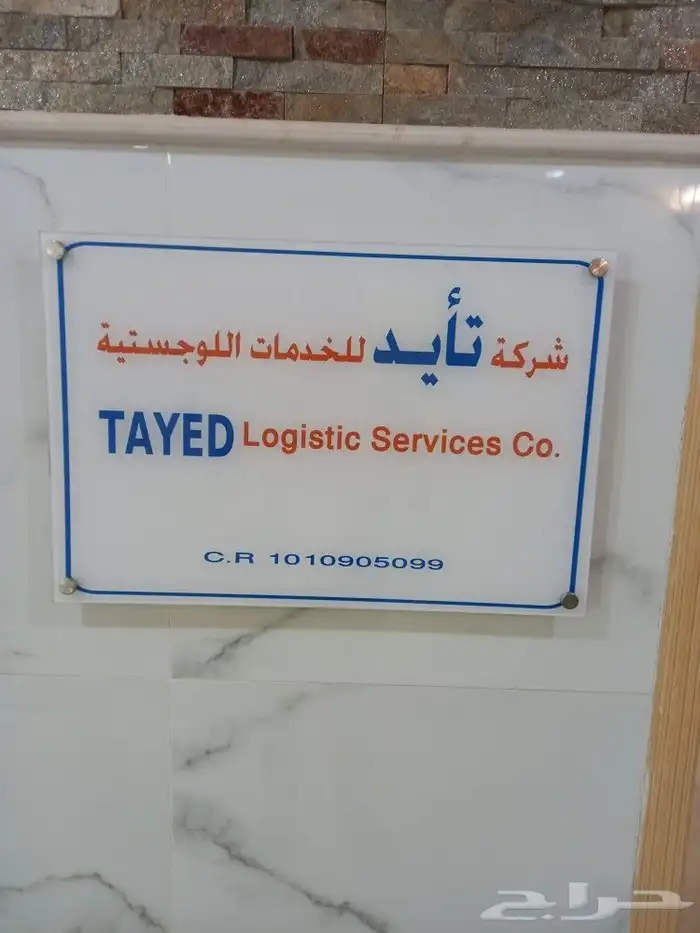 شركة تأيد للخدمات اللوجستية
TAYED Logistic Services Co.
C.R 1010905099
حراج